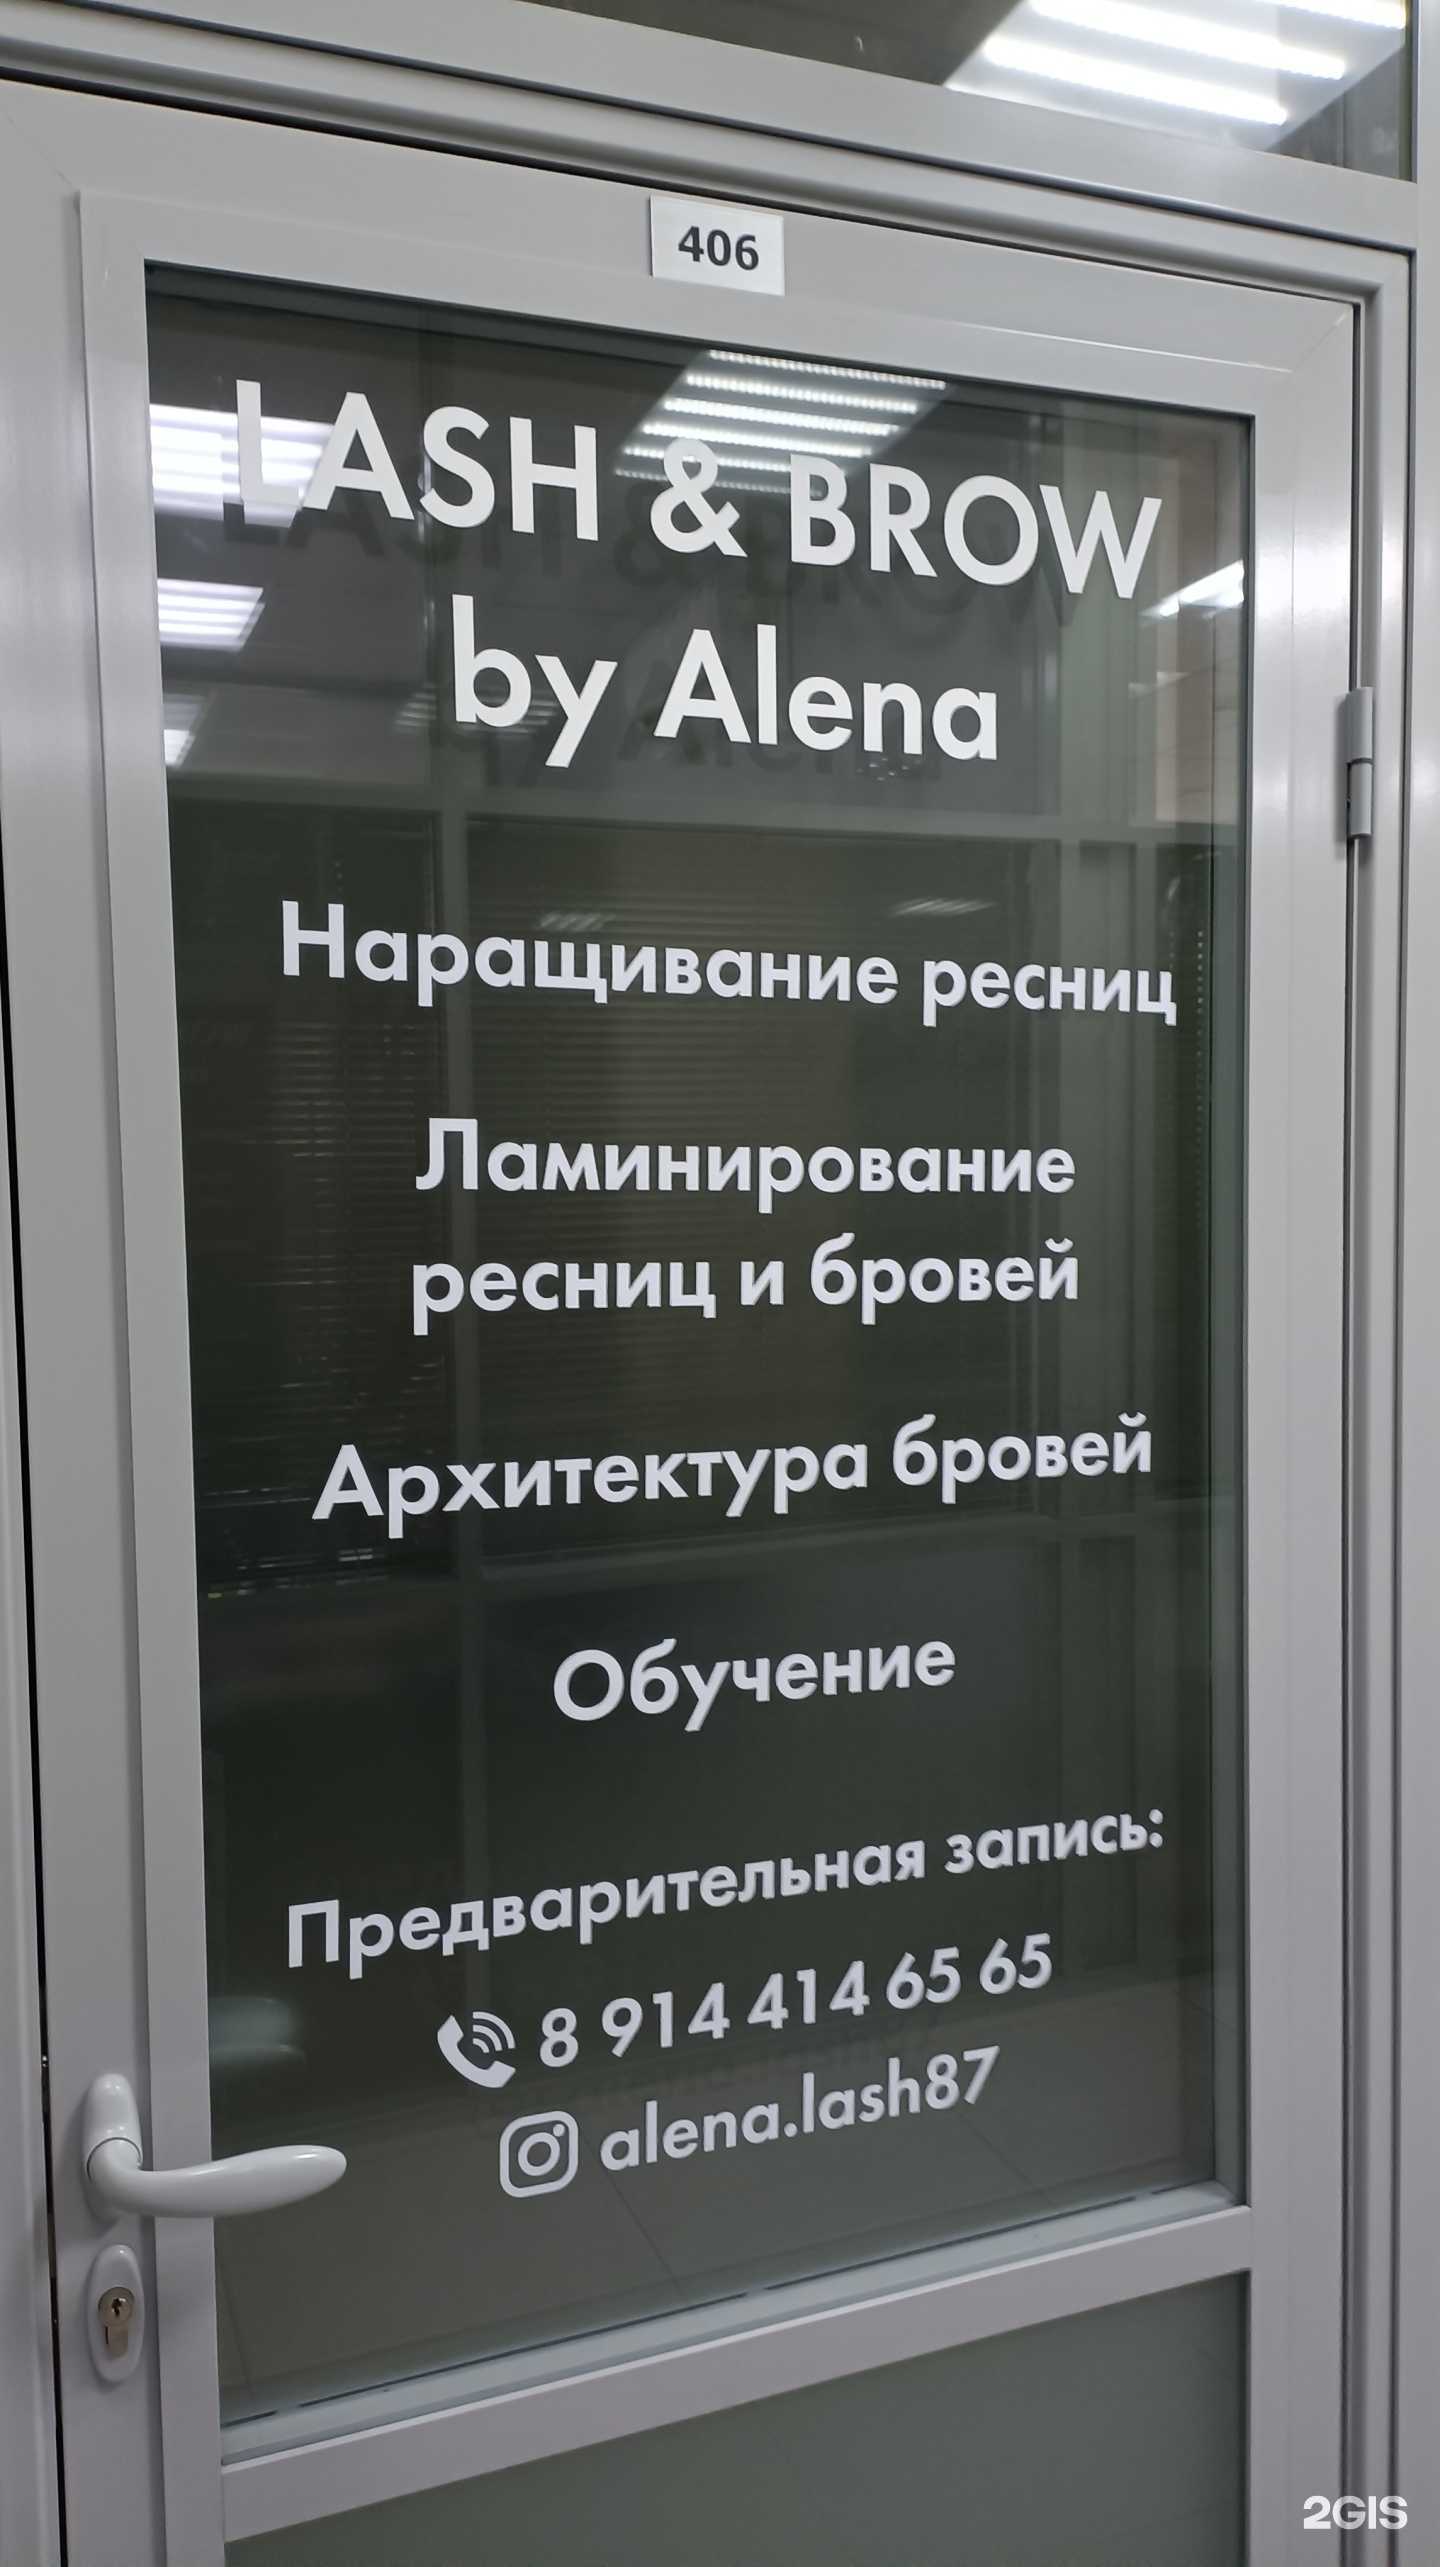 406
LASH & BROW
by Alena
Наращивание ресниц
Ламинирование
ресниц и бровей
Архитектура бровей
Обучение
Предварительная запись:
8 914 414 65 65
alena.lash87
2GIS